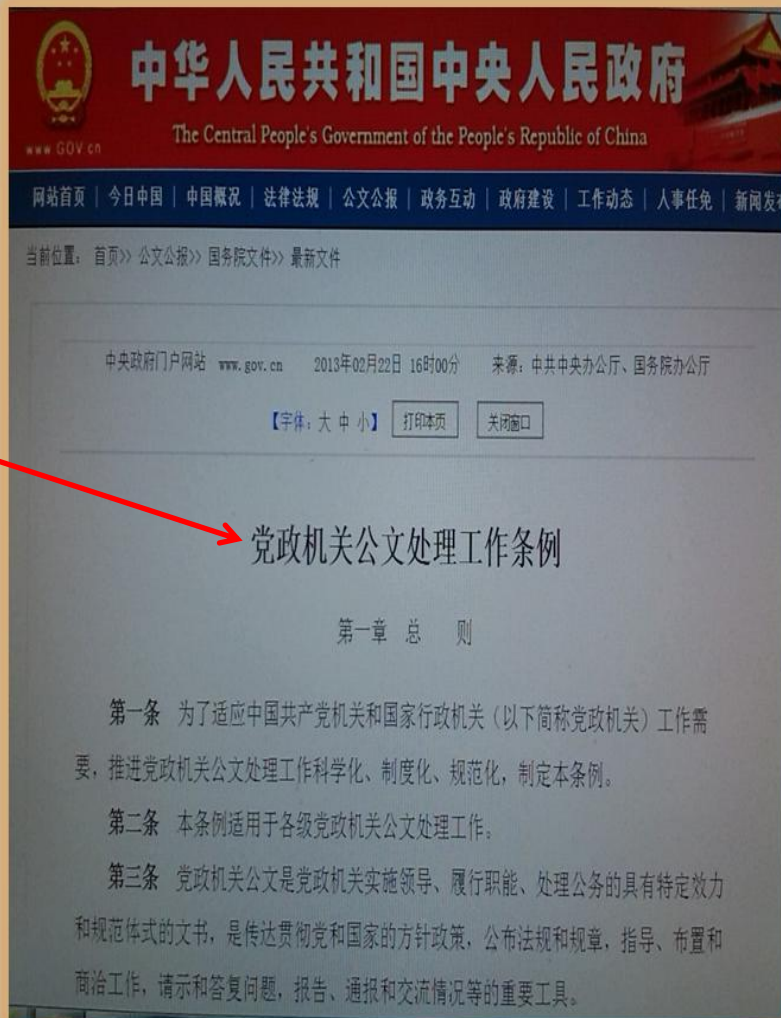 中华人民共和国中央人民政府
The Central People's Government of the People's Republic of China
www.GOV.cn
网站首页 | 今日中国 | 中国概况 | 法律法规 | 公文公报 | 政务互动 | 政府建设 | 工作动态 | 人事任免 | 新闻发布
当前位置: 首页>> 公文公报>> 国务院文件>> 最新文件
中央政府门户网站 www.gov.cn 2013年02月22日 16时00分 来源: 中共中央办公厅、国务院办公厅
【字体: 大 中 小】 打印本页 关闭窗口
党政机关公文处理工作条例
第一章 总 则
第一条 为了适应中国共产党机关和国家行政机关（以下简称党政机关）工作需
要，推进党政机关公文处理工作科学化、制度化、规范化，制定本条例。
第二条 本条例适用于各级党政机关公文处理工作。
第三条 党政机关公文是党政机关实施领导、履行职能、处理公务的具有特定效力
和规范体式的文书，是传达贯彻党和国家的方针政策，公布法规和规章，指导、布置和
商洽工作，请示和答复问题，报告、通报和交流情况等的重要工具。